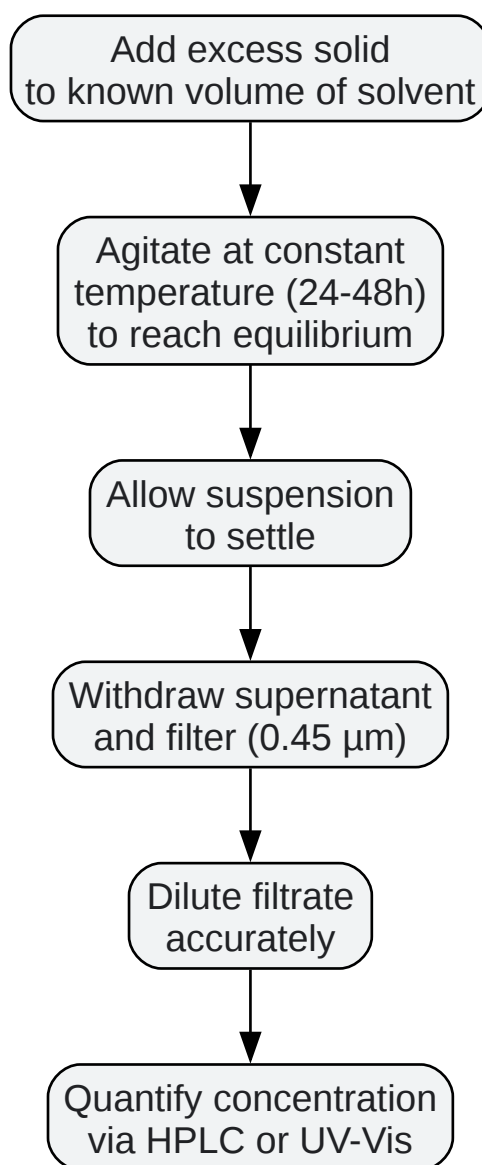 Add excess solid
to known volume of solvent
Agitate at constant
temperature (24-48h)
to reach equilibrium
Allow suspension
to settle
Withdraw supernatant
and filter (0.45 µm)
Dilute filtrate
accurately
Quantify concentration
via HPLC or UV-Vis